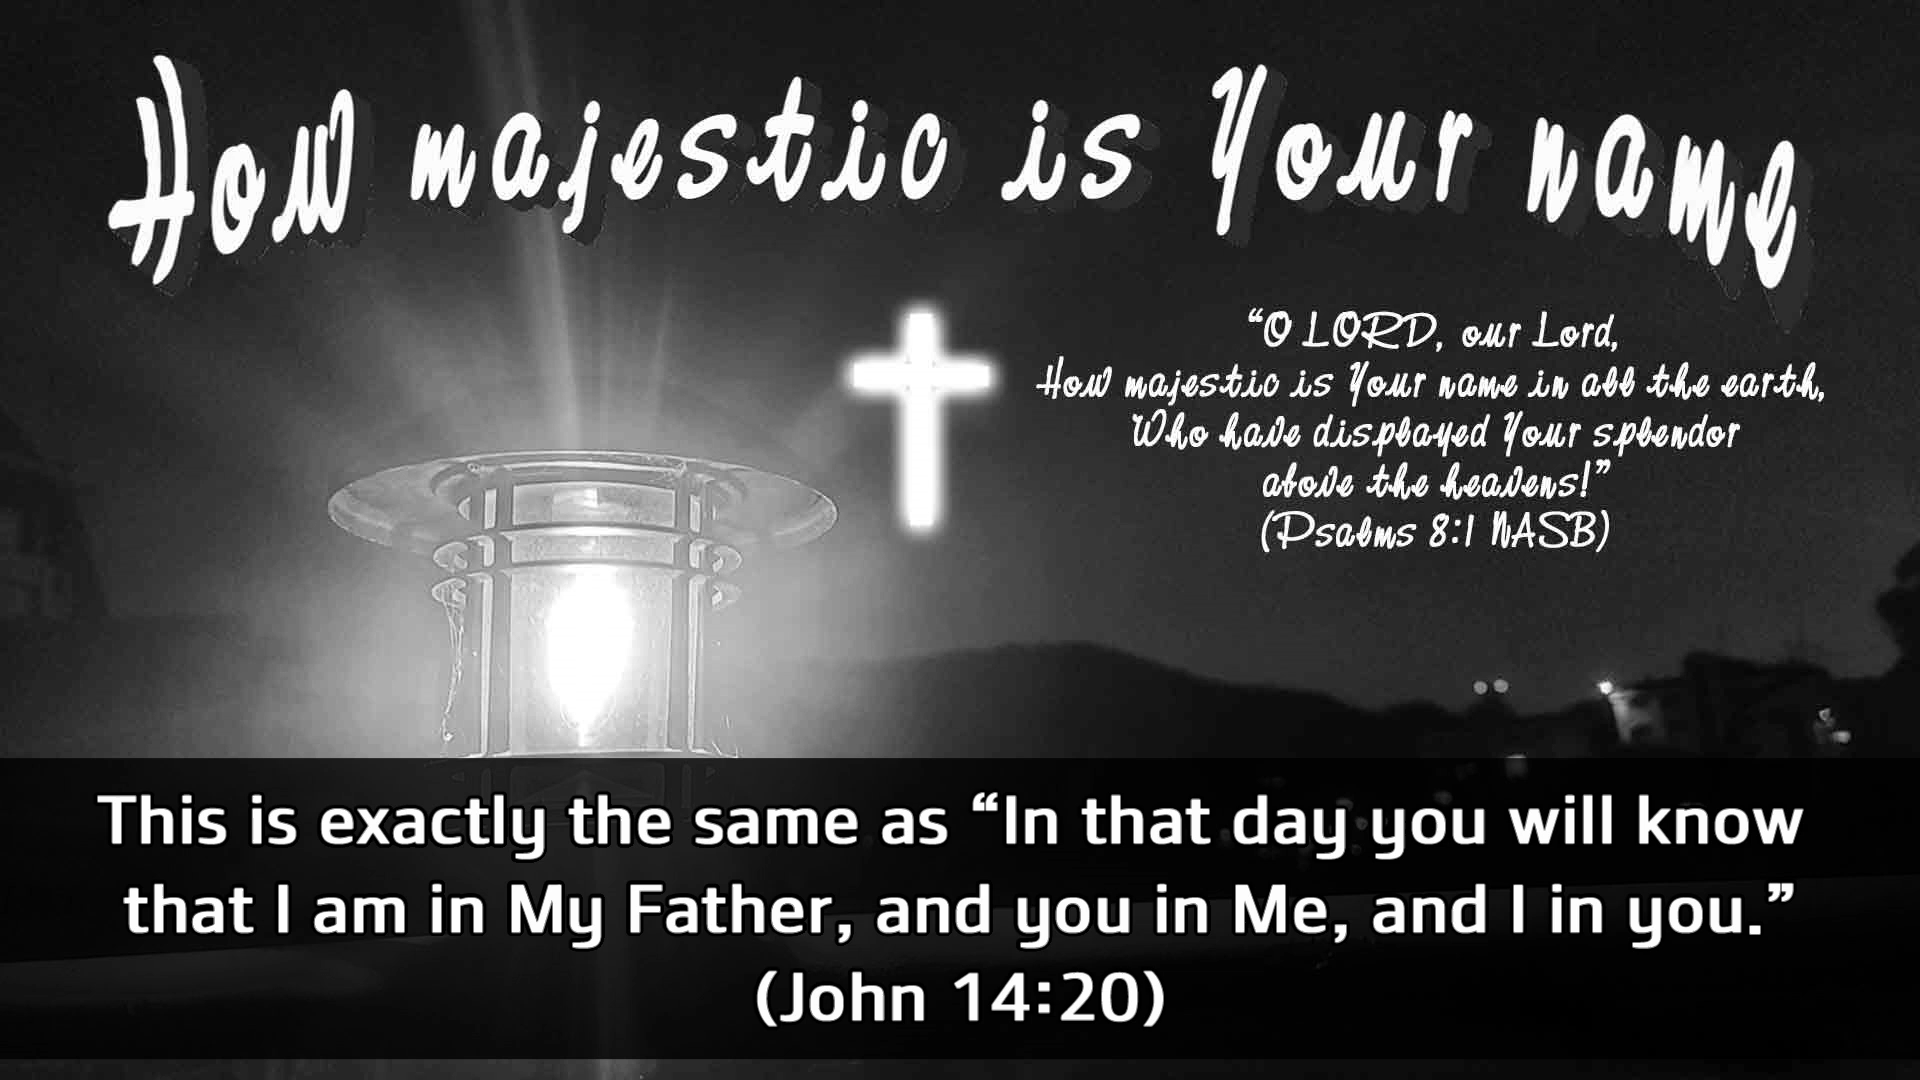 How majestic is Your name
“O LORD, our Lord,
How majestic is Your name in all the earth,
Who have displayed Your splendor
above the heavens!”
(Psalms 8:1 NASB)
This is exactly the same as “In that day you will know
that I am in My Father, and you in Me, and I in you.”
(John 14:20)